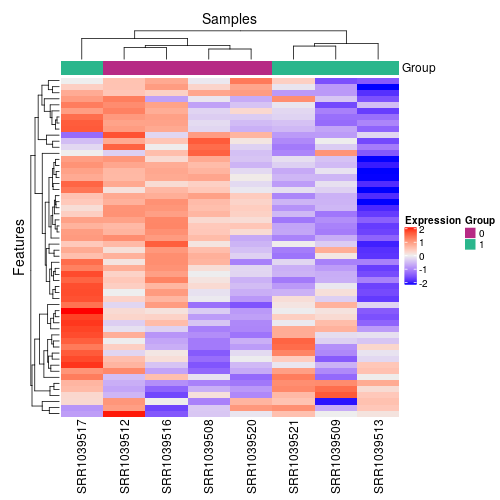 Samples
Group
Features
Expression Group
2
1
0
-1
-2
0
1
SRR1039517
SRR1039512
SRR1039516
SRR1039508
SRR1039520
SRR1039521
SRR1039509
SRR1039513